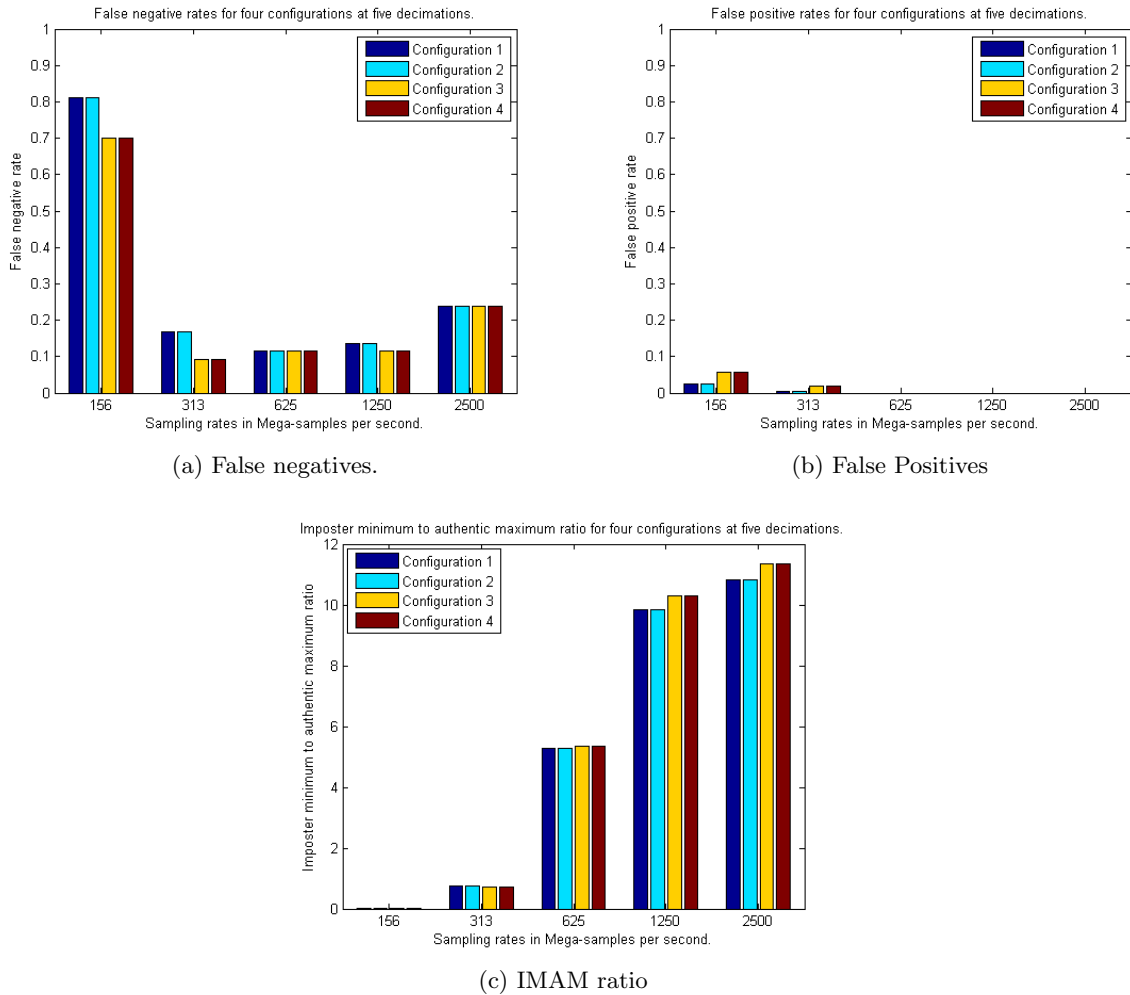 False negative rates for four configurations at five decimations.
1
0.9
0.8
0.7
0.6
0.5
0.4
0.3
0.2
0.1
0
False negative rate
Configuration 1
Configuration 2
Configuration 3
Configuration 4
156 313 625 1250 2500
Sampling rates in Mega-samples per second.
(a) False negatives.
False positive rates for four configurations at five decimations.
1
0.9
0.8
0.7
0.6
0.5
0.4
0.3
0.2
0.1
0
False positive rate
Configuration 1
Configuration 2
Configuration 3
Configuration 4
156 313 625 1250 2500
Sampling rates in Mega-samples per second.
(b) False Positives
Imposter minimum to authentic maximum ratio for four configurations at five decimations.
12
10
8
6
4
2
0
Imposter minimum to authentic maximum ratio
Configuration 1
Configuration 2
Configuration 3
Configuration 4
156 313 625 1250 2500
Sampling rates in Mega-samples per second.
(c) IMAM ratio